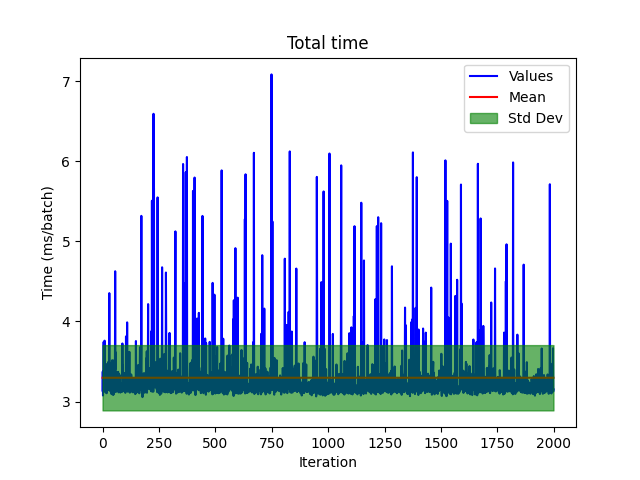 Total time
Values
Mean
Std Dev
Time (ms/batch)
7
6
5
4
3
0 250 500 750 1000 1250 1500 1750 2000
Iteration